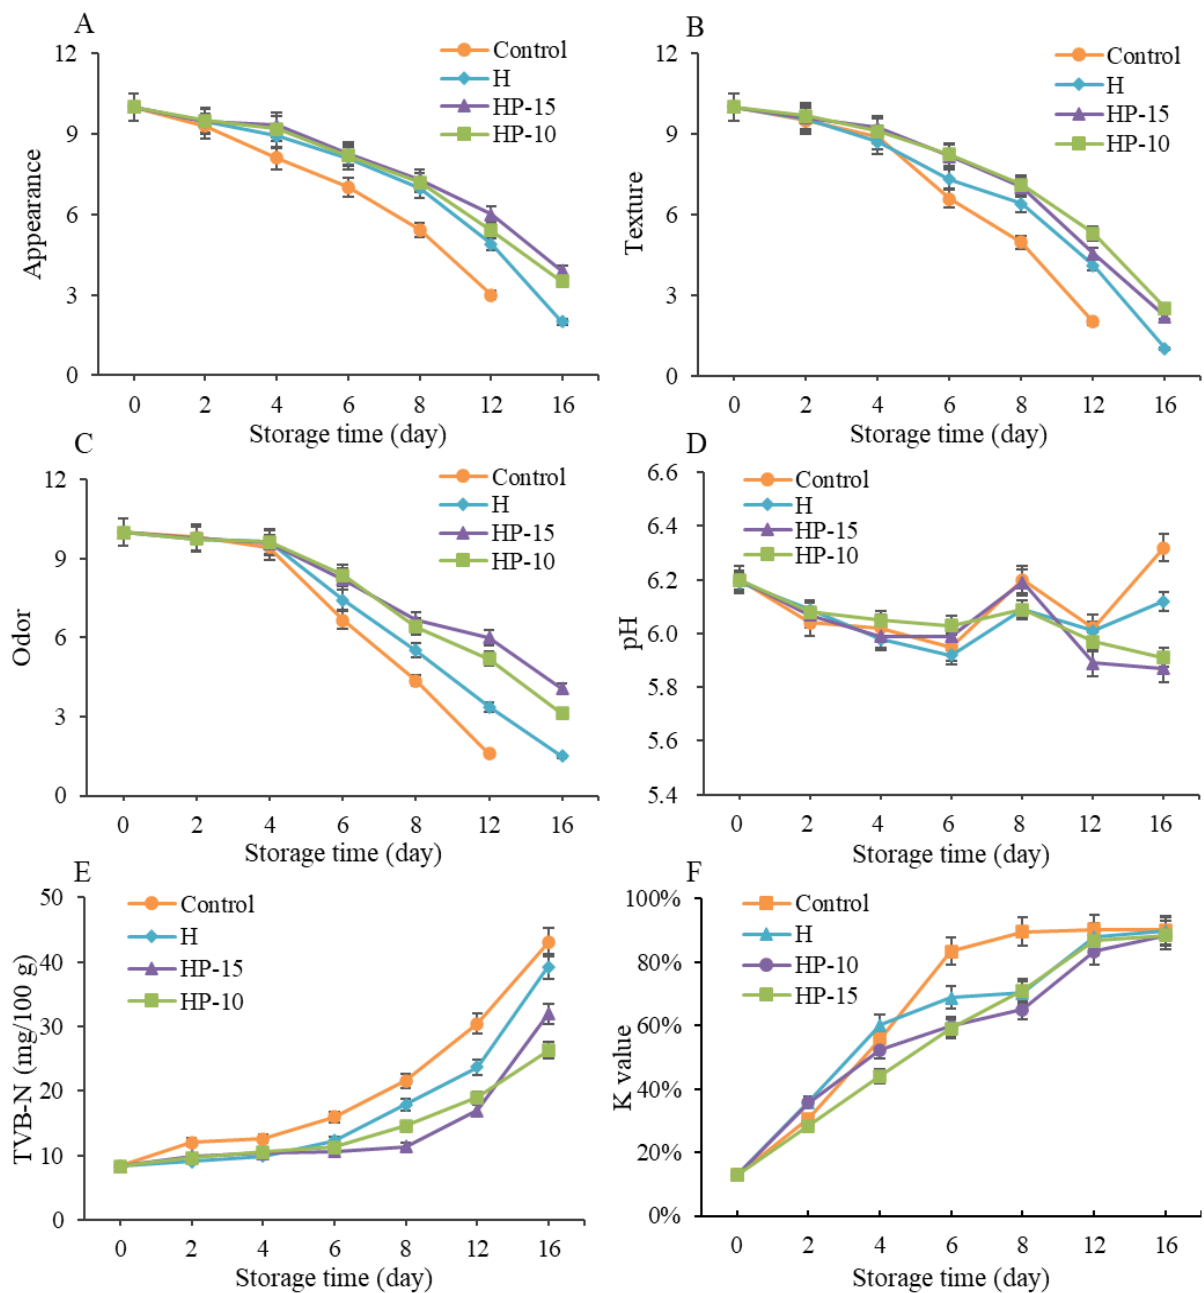 A
Appearance
12
9
6
3
0
Control
H
HP-15
HP-10
0 2 4 6 8 12 16
Storage time (day)
B
Texture
12
9
6
3
0
Control
H
HP-15
HP-10
0 2 4 6 8 12 16
Storage time (day)
C
Odor
12
9
6
3
0
Control
H
HP-15
HP-10
0 2 4 6 8 12 16
Storage time (day)
D
pH
6.6
6.4
6.2
6.0
5.8
5.6
5.4
Control
H
HP-15
HP-10
0 2 4 6 8 12 16
Storage time (day)
E
TVB-N (mg/100 g)
50
40
30
20
10
0
Control
H
HP-15
HP-10
0 2 4 6 8 12 16
Storage time (day)
F
K value
100%
80%
60%
40%
20%
0%
Control
H
HP-10
HP-15
0 2 4 6 8 12 16
Storage time (day)